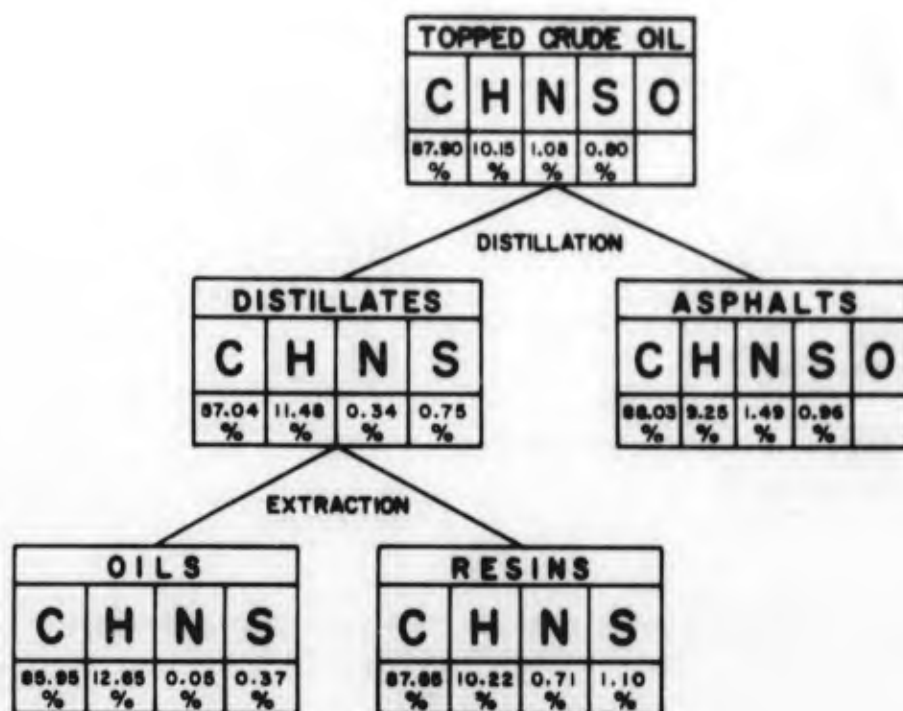 TOPPED CRUDE OIL
C H N S O
87.90 % 10.15 % 1.08 % 0.80 %
DISTILLATION
DISTILLATES
C H N S
87.04 % 11.48 % 0.34 % 0.75 %
ASPHALTS
C H N S O
88.03 % 9.25 % 1.49 % 0.96 %
EXTRACTION
OILS
C H N S
85.95 % 12.65 % 0.05 % 0.37 %
RESINS
C H N S
% 10.22 % 0.71 % 1.10 %